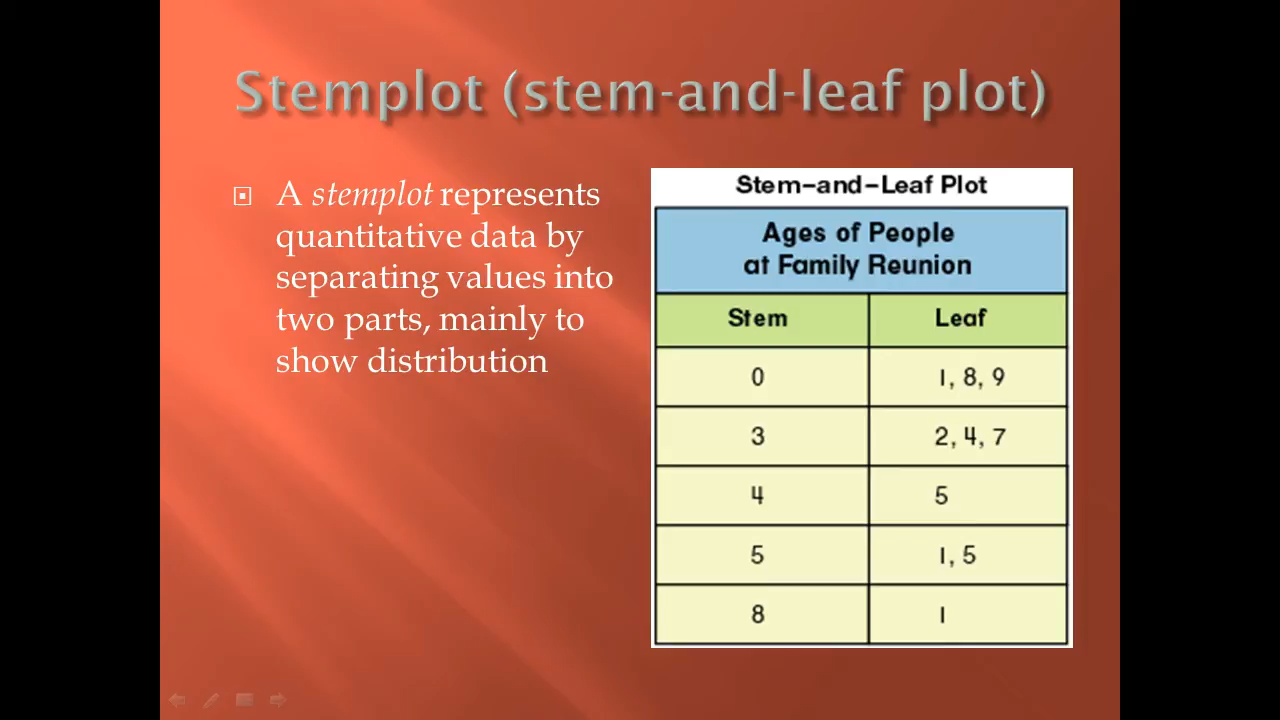 Stemplot (stem-and-leaf plot)
A stemplot represents
quantitative data by
separating values into
two parts, mainly to
show distribution
Stem-and-Leaf Plot
Ages of People
at Family Reunion
Stem Leaf
0 1, 8, 9
3 2, 4, 7
4 5
5 1, 5
8 1